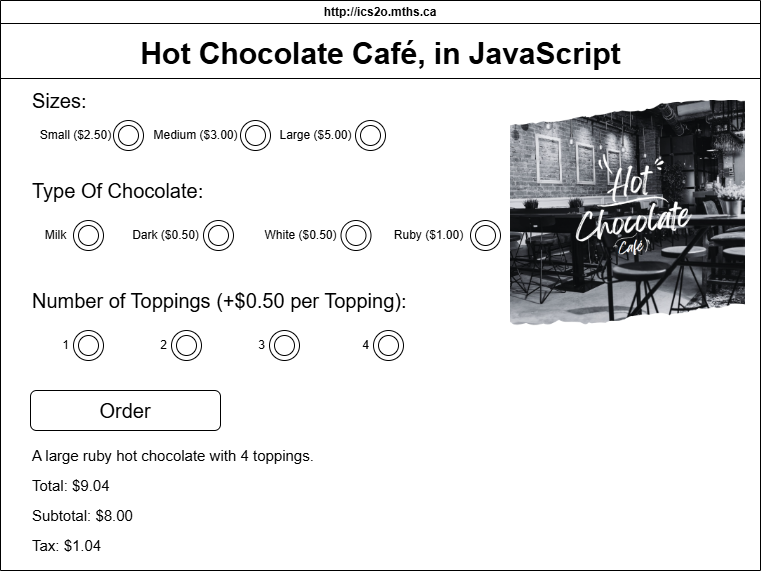 http://ics2o.mths.ca
Hot Chocolate Café, in JavaScript
Sizes:
Small ($2.50) Medium ($3.00) Large ($5.00)
Type Of Chocolate:
Milk Dark ($0.50) White ($0.50) Ruby ($1.00)
Hot
Chocolate
Café
Number of Toppings (+$0.50 per Topping):
1 2 3 4
Order
A large ruby hot chocolate with 4 toppings.
Total: $9.04
Subtotal: $8.00
Tax: $1.04